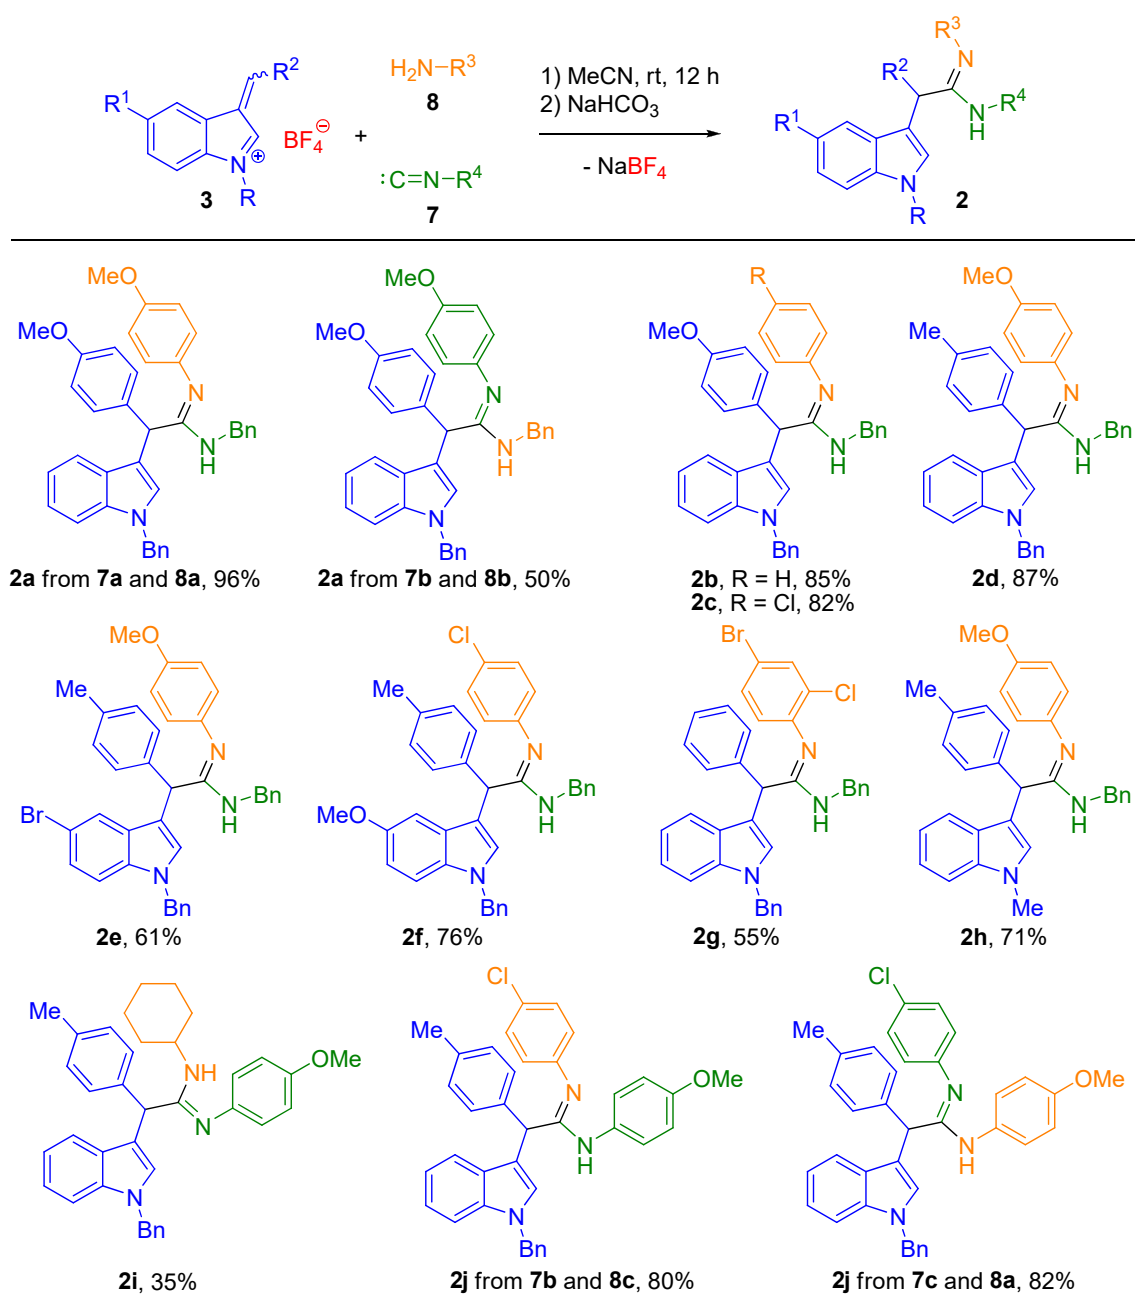 R³
R²
N
R²
H₂N–R³
8
1) MeCN, rt, 12 h
2) NaHCO₃
- NaBF₄
R¹
BF₄⊖
+
:C=N–R⁴
7
N⊕
R
3
R¹
N–R⁴
H
N
R
2
MeO
MeO
N
N
H
Bn
N
Bn
2a from 7a and 8a, 96%
MeO
MeO
N
N
H
Bn
N
Bn
2a from 7b and 8b, 50%
R
MeO
N
N
H
Bn
N
Bn
2b, R = H, 85%
2c, R = Cl, 82%
MeO
Me
N
N
H
Bn
N
Bn
2d, 87%
MeO
Me
N
N
H
Bn
Br
N
Bn
2e, 61%
Cl
Me
N
N
H
Bn
MeO
N
Bn
2f, 76%
Br
Cl
N
N
H
Bn
N
Bn
2g, 55%
MeO
Me
N
N
H
Bn
N
Me
2h, 71%
Me
NH
OMe
N
N
Bn
2i, 35%
Cl
Me
N
OMe
N
H
N
Bn
2j from 7b and 8c, 80%
Cl
Me
N
OMe
N
H
N
Bn
2j from 7c and 8a, 82%